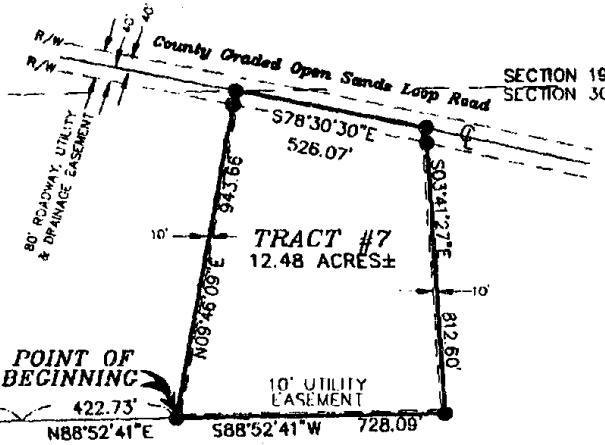 40' 40'
R/W
R/W
County Graded Open Sands Loop Road
SECTION 19
SECTION 30
80' ROADWAY, UTILITY
& DRAINAGE EASEMENT
S78°30'30"E
526.07'
℄
943.66'
N09°46'09"E
S03°41'27"E
812.60'
10'
TRACT #7
12.48 ACRES±
10'
POINT OF
BEGINNING
10' UTILITY
EASEMENT
422.73'
N88°52'41"E
S88°52'41"W
728.09'